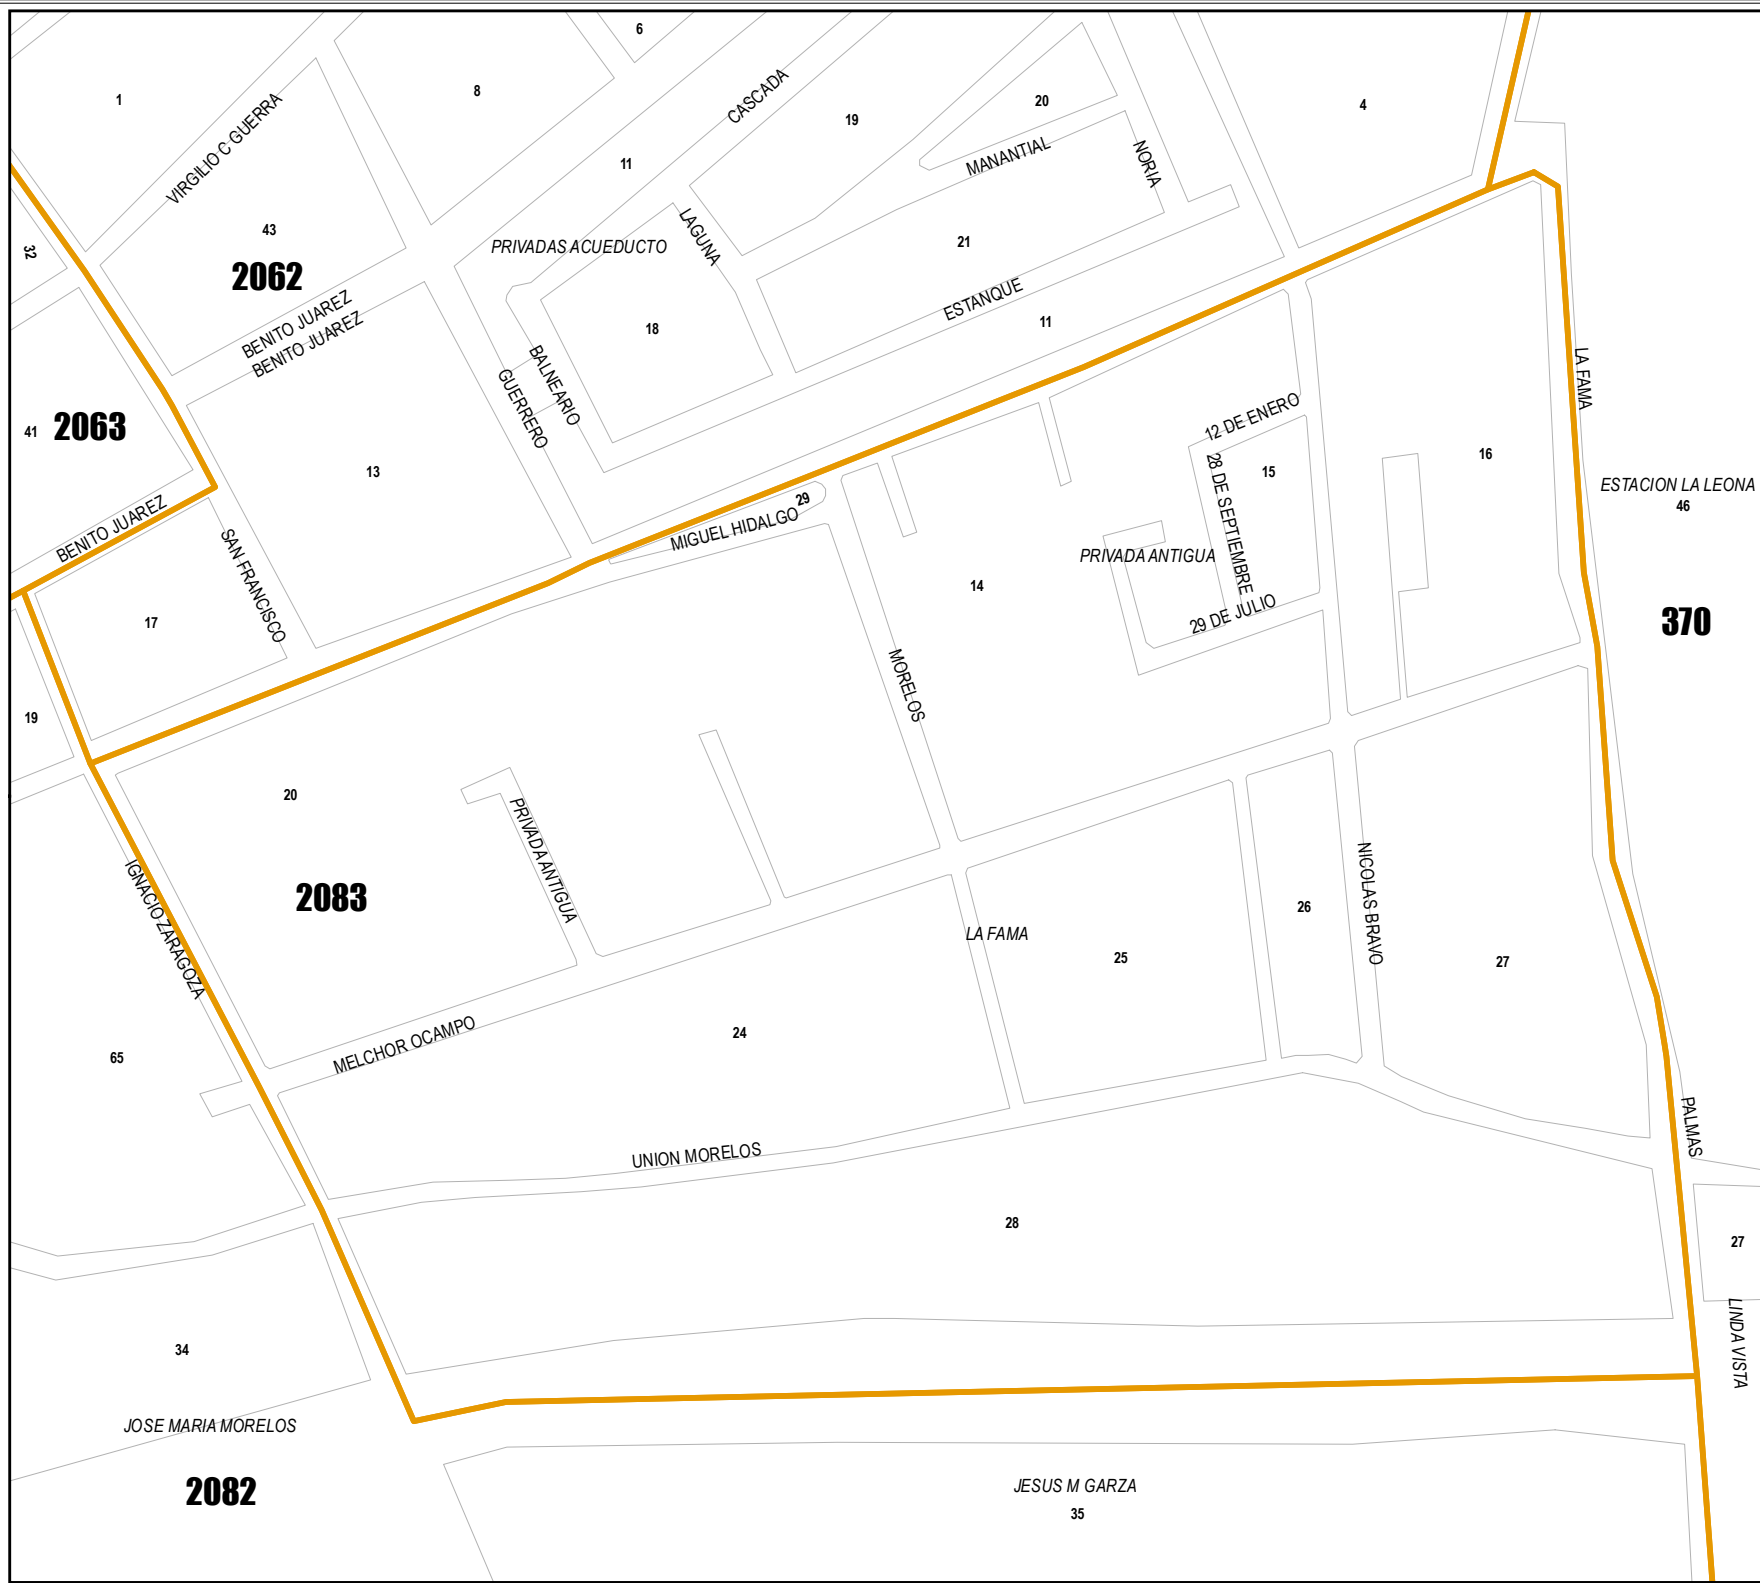 6
1
8
CASCADA
20
4
VIRGILIO C GUERRA
19
11
MANANTIAL
NORIA
43
32
PRIVADAS ACUEDUCTO
LAGUNA
21
2062
BENITO JUAREZ
BENITO JUAREZ
ESTANQUE
18
11
BALNEARIO
GUERRERO
LA FAMA
2063
41
12 DE ENERO
13
15
16
28 DE SEPTIEMBRE
ESTACION LA LEONA
46
29
MIGUEL HIDALGO
BENITO JUAREZ
SAN FRANCISCO
PRIVADA ANTIGUA
14
29 DE JULIO
370
17
MORELOS
19
20
PRIVADA ANTIGUA
IGNACIO ZARAGOZA
2083
NICOLAS BRAVO
26
LA FAMA
25
27
MELCHOR OCAMPO
24
65
PALMAS
UNION MORELOS
28
27
34
LINDA VISTA
JOSE MARIA MORELOS
2082
JESUS M GARZA
35